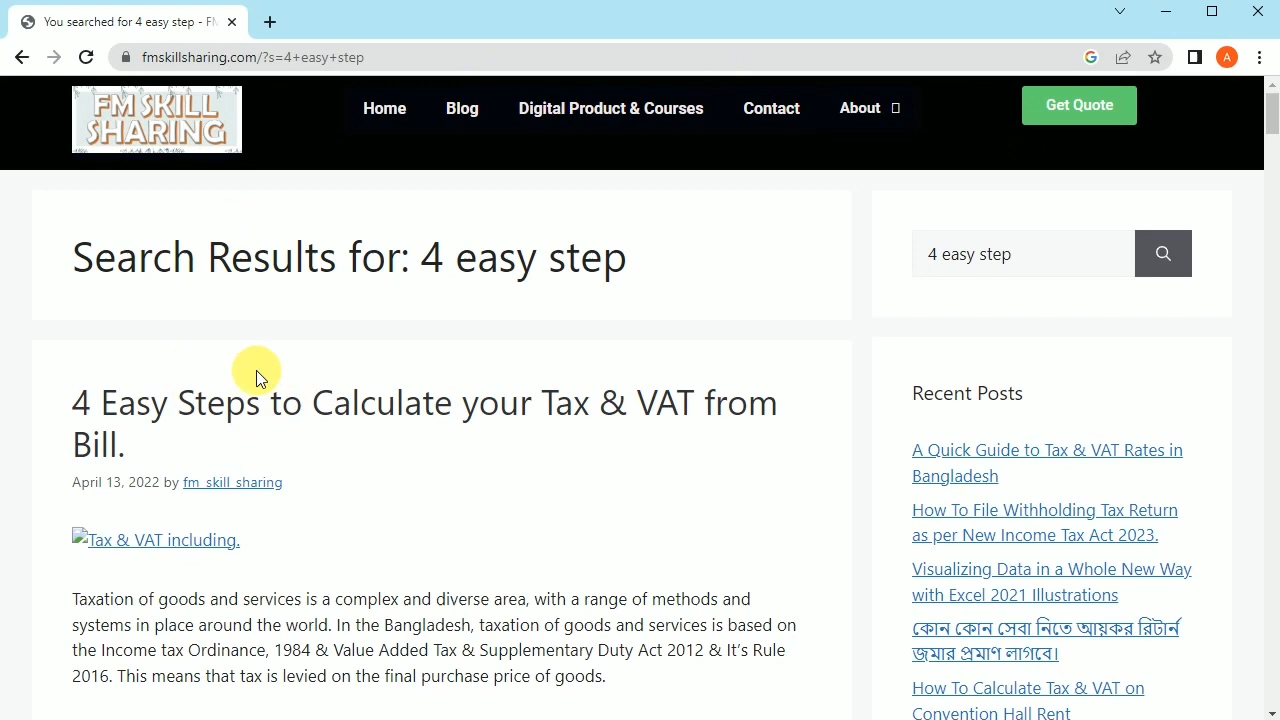 You searched for 4 easy step - FM
fmskillsharing.com/?s=4+easy+step
A
FM SKILL
SHARING
Home
Blog
Digital Product & Courses
Contact
About
Get Quote
Search Results for: 4 easy step
4 easy step
4 Easy Steps to Calculate your Tax & VAT from
Bill.
April 13, 2022 by fm_skill_sharing
Tax & VAT including.
Taxation of goods and services is a complex and diverse area, with a range of methods and
systems in place around the world. In the Bangladesh, taxation of goods and services is based on
the Income tax Ordinance, 1984 & Value Added Tax & Supplementary Duty Act 2012 & It's Rule
2016. This means that tax is levied on the final purchase price of goods.
Recent Posts
A Quick Guide to Tax & VAT Rates in
Bangladesh
How To File Withholding Tax Return
as per New Income Tax Act 2023.
Visualizing Data in a Whole New Way
with Excel 2021 Illustrations
কোন কোন সেবা নিতে আয়কর রিটার্ন
জমার প্রমাণ লাগবে।
How To Calculate Tax & VAT on
Convention Hall Rent